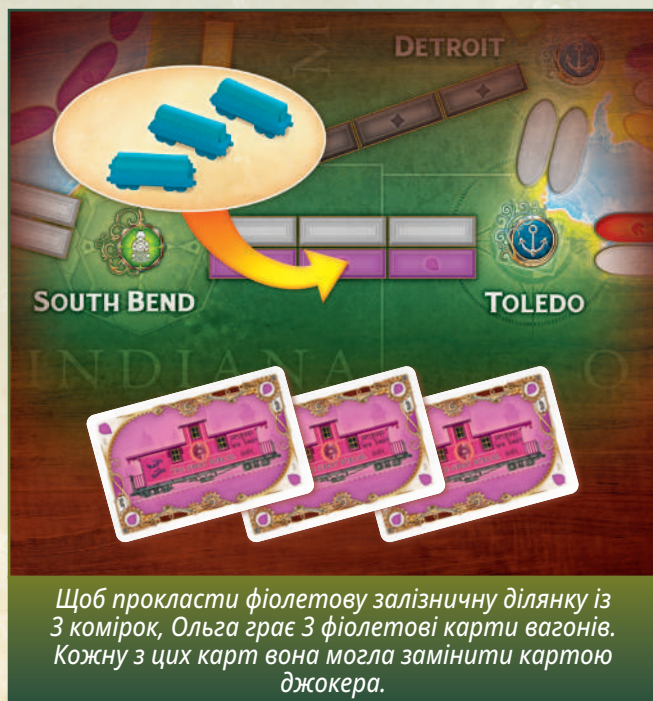 DETROIT
SOUTH BEND
TOLEDO
INDIANA
O
Щоб прокласти фіолетову залізничну ділянку із
3 комірок, Ольга грає 3 фіолетові карти вагонів.
Кожну з цих карт вона могла замінити картою
джокера.